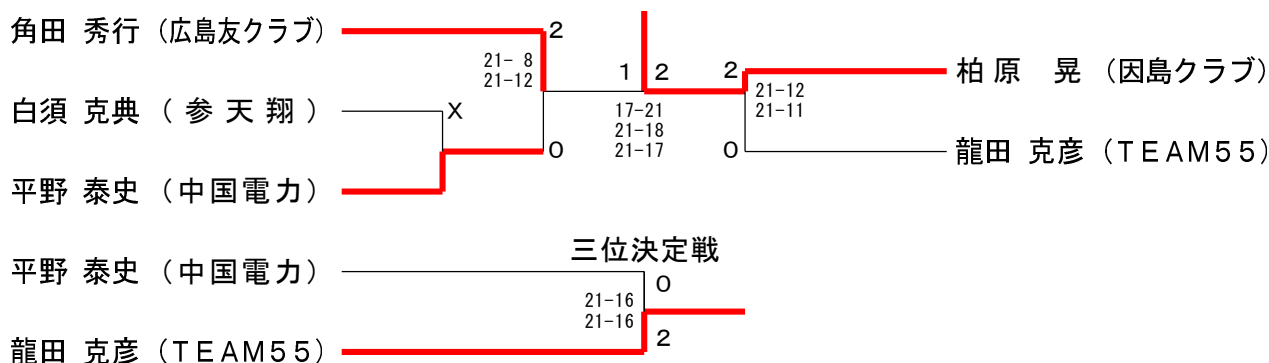 角田 秀行 (広島友クラブ)
2
21- 8
21-12
1 2
2
柏原 晃 (因島クラブ)
21-12
21-11
白須 克典 (参天翔)
X
17-21
21-18
21-17
0
0
龍田 克彦 (TEAM55)
平野 泰史 (中国電力)
三位決定戦
平野 泰史 (中国電力)
0
21-16
21-16
2
龍田 克彦 (TEAM55)